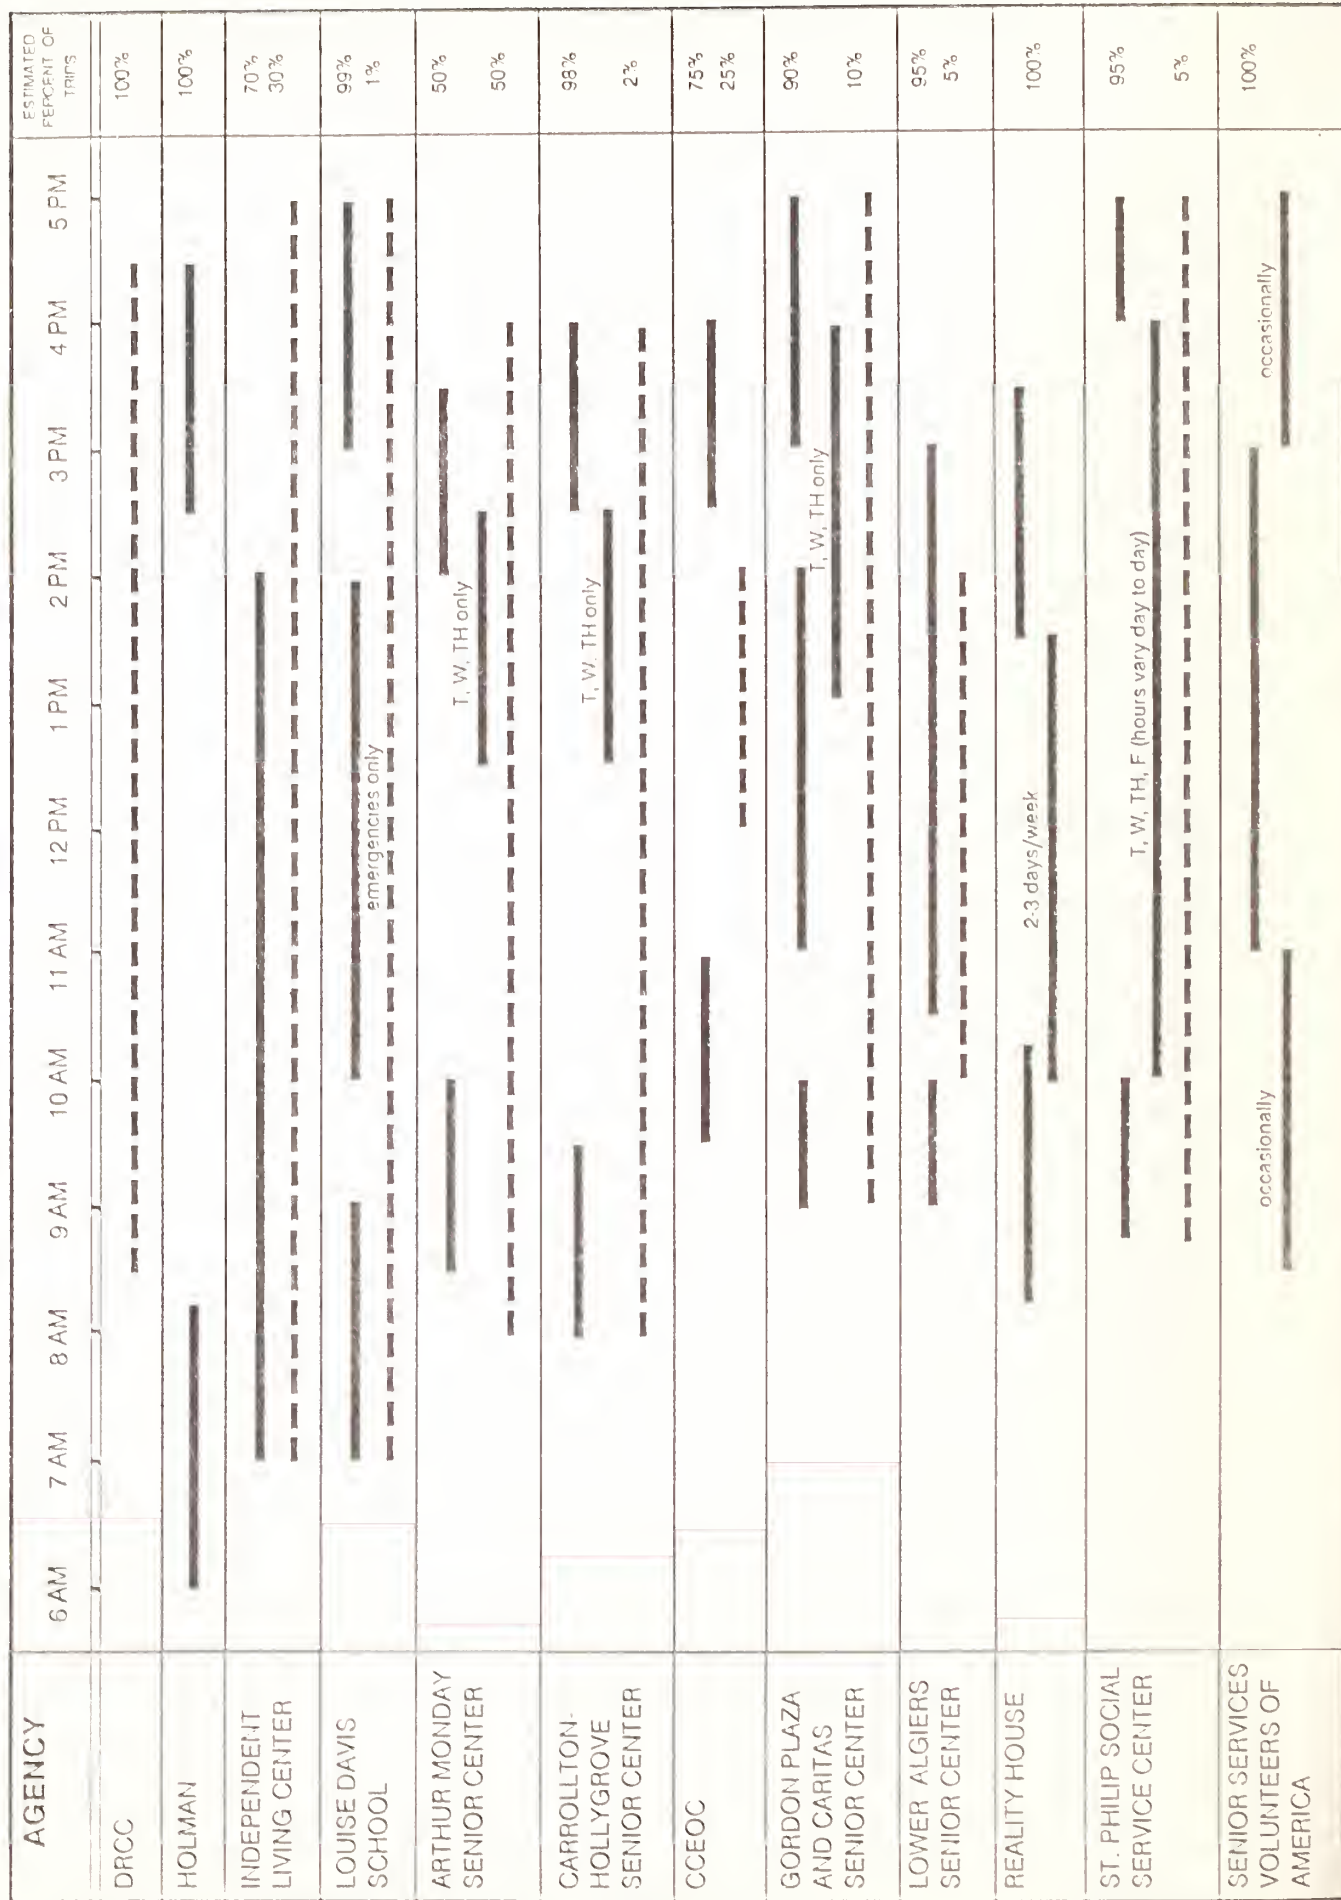 AGENCY
6 AM 7 AM 8 AM 9 AM 10 AM 11 AM 12 PM 1 PM 2 PM 3 PM 4 PM 5 PM
ESTIMATED
PERCENT OF
TRIPS
DRCC
100%
HOLMAN
100%
INDEPENDENT
LIVING CENTER
70%
30%
LOUISE DAVIS
SCHOOL
emergencies only
99%
1%
ARTHUR MONDAY
SENIOR CENTER
T, W, TH only
50%
50%
CARROLLTON-
HOLLYGROVE
SENIOR CENTER
T, W. TH only
98%
2%
CCEOC
75%
25%
GORDON PLAZA
AND CARITAS
SENIOR CENTER
T, W, TH only
90%
10%
LOWER ALGIERS
SENIOR CENTER
95%
5%
REALITY HOUSE
2-3 days/week
100%
ST. PHILIP SOCIAL
SERVICE CENTER
T, W, TH, F (hours vary day to day)
95%
5%
SENIOR SERVICES
VOLUNTEERS OF
AMERICA
occasionally
occasionally
100%